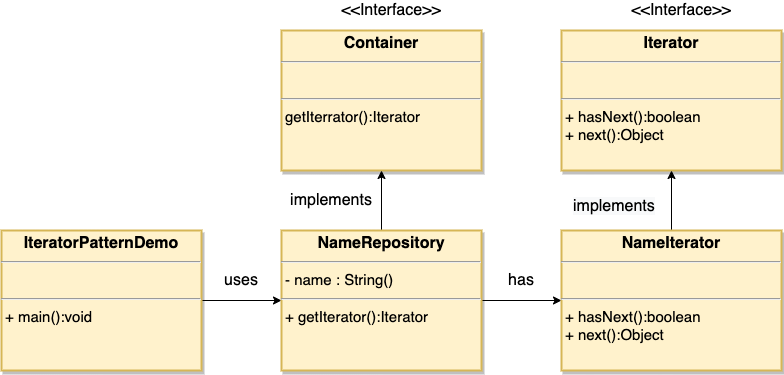 <<Interface>>
Container
getIterrator():Iterator
<<Interface>>
Iterator
+ hasNext():boolean
+ next():Object
implements
implements
IteratorPatternDemo
+ main():void
uses
NameRepository
- name : String()
+ getIterator():Iterator
has
NameIterator
+ hasNext():boolean
+ next():Object